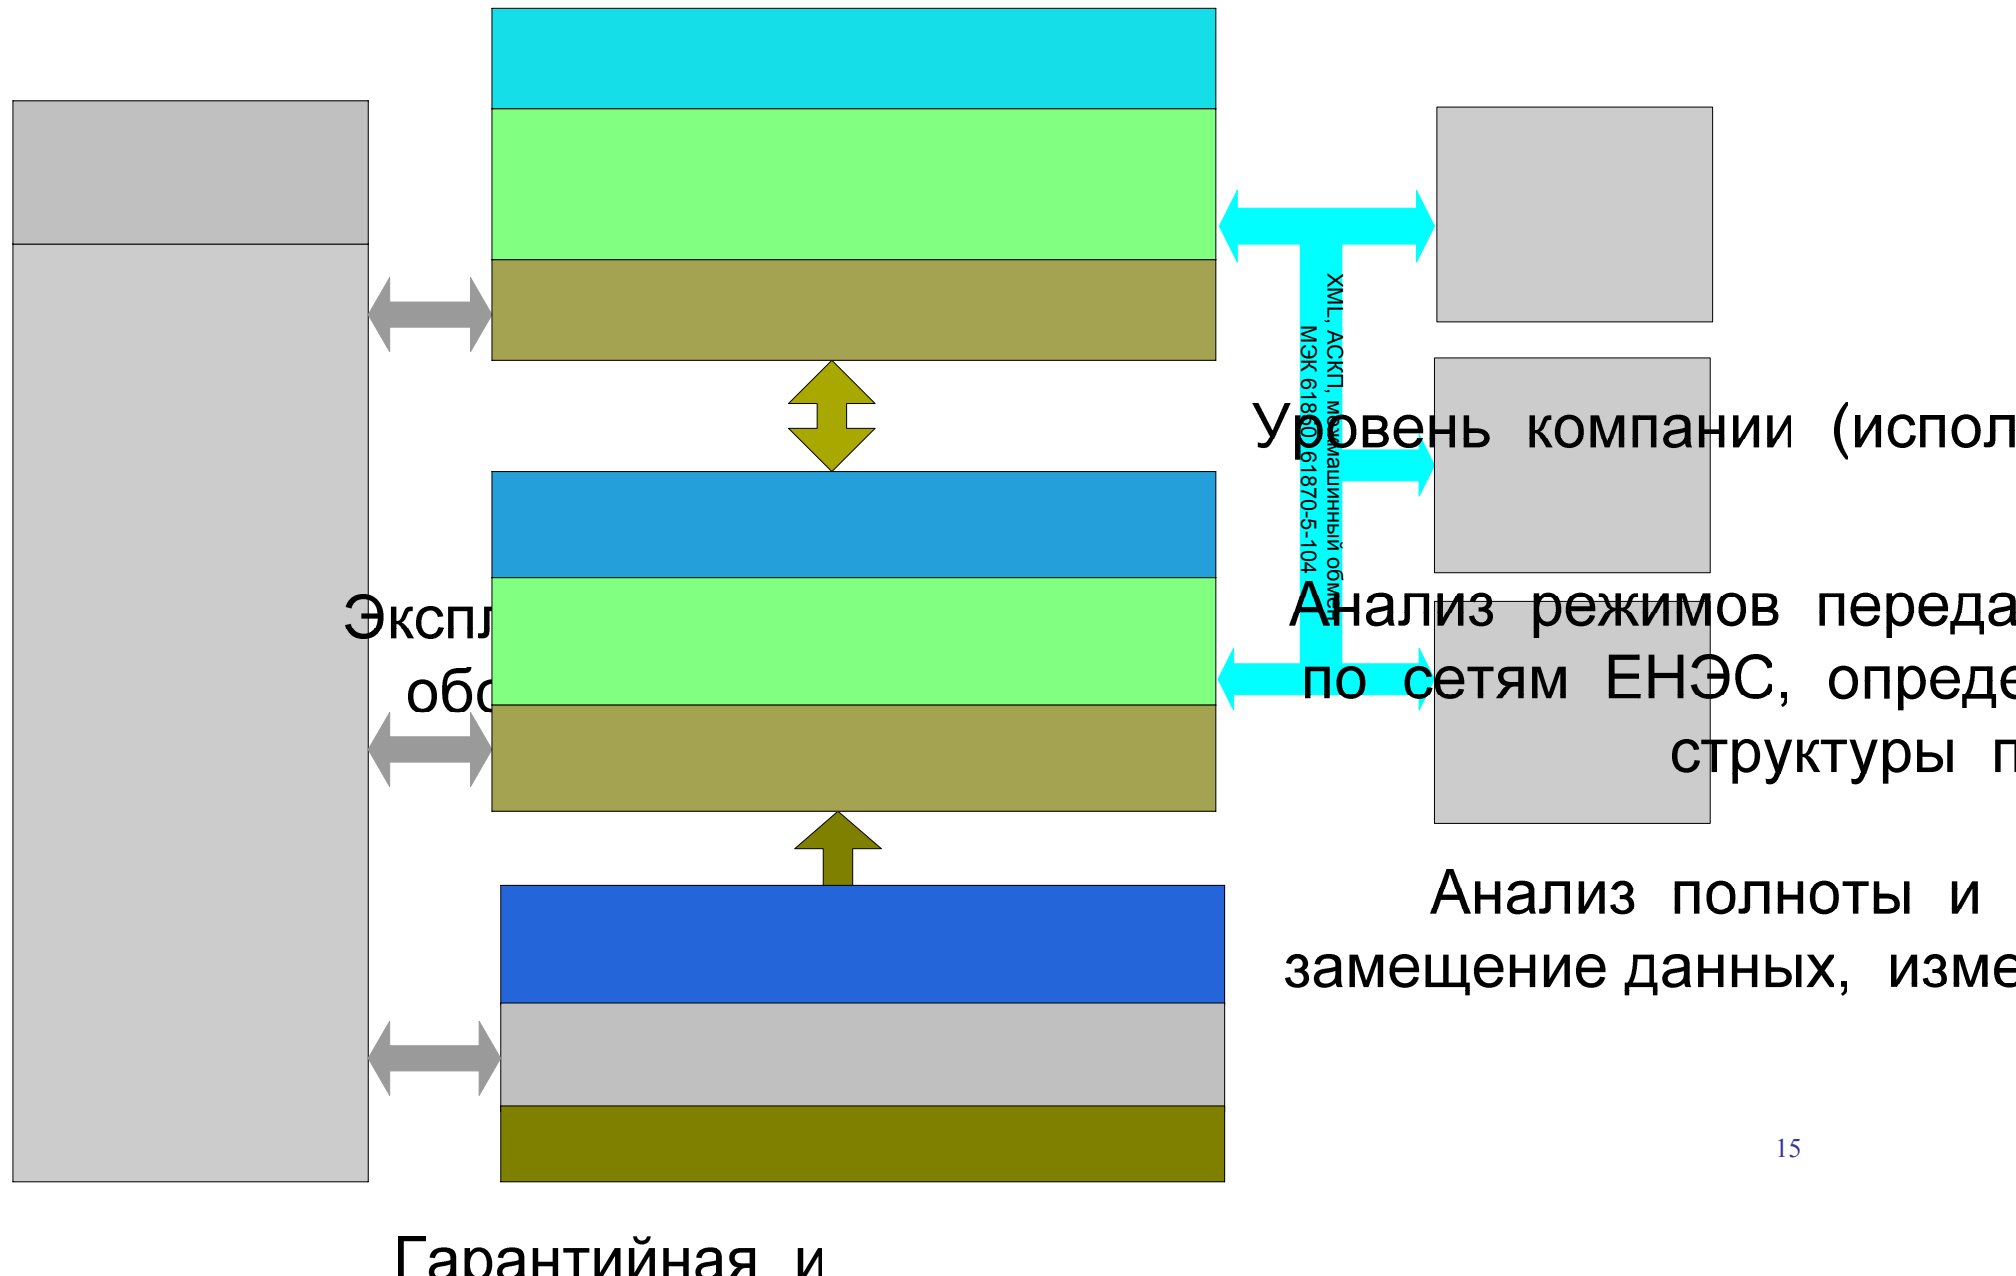 XML, АСКП, межмашинный обмен
МЭК 61850, 61870-5-104
Уровень компании (испол
Экспл
обс
Анализ режимов переда
по сетям ЕНЭС, опреде
структуры п
Анализ полноты и
замещение данных, изме
15
Гарантийная и